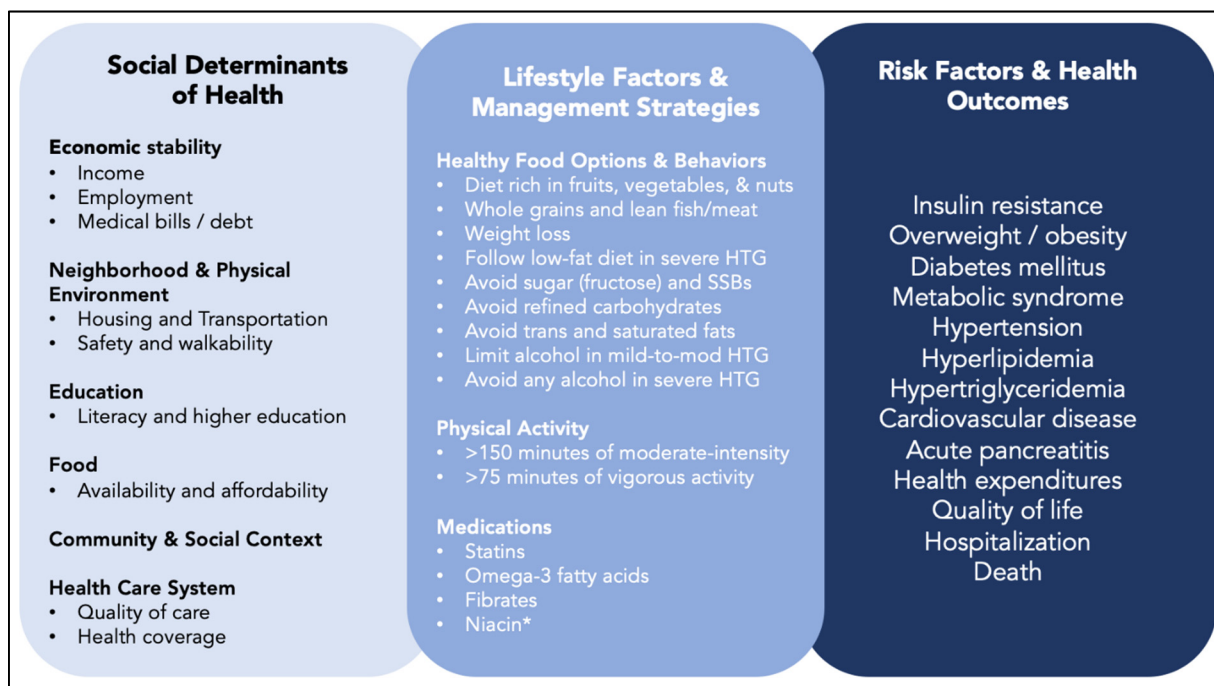 Social Determinants
of Health
Economic stability
• Income
• Employment
• Medical bills / debt
Neighborhood & Physical
Environment
• Housing and Transportation
• Safety and walkability
Education
• Literacy and higher education
Food
• Availability and affordability
Community & Social Context
Health Care System
• Quality of care
• Health coverage
Lifestyle Factors &
Management Strategies
Healthy Food Options & Behaviors
• Diet rich in fruits, vegetables, & nuts
• Whole grains and lean fish/meat
• Weight loss
• Follow low-fat diet in severe HTG
• Avoid sugar (fructose) and SSBs
• Avoid refined carbohydrates
• Avoid trans and saturated fats
• Limit alcohol in mild-to-mod HTG
• Avoid any alcohol in severe HTG
Physical Activity
• >150 minutes of moderate-intensity
• >75 minutes of vigorous activity
Medications
• Statins
• Omega-3 fatty acids
• Fibrates
• Niacin*
Risk Factors & Health
Outcomes
Insulin resistance
Overweight / obesity
Diabetes mellitus
Metabolic syndrome
Hypertension
Hyperlipidemia
Hypertriglyceridemia
Cardiovascular disease
Acute pancreatitis
Health expenditures
Quality of life
Hospitalization
Death